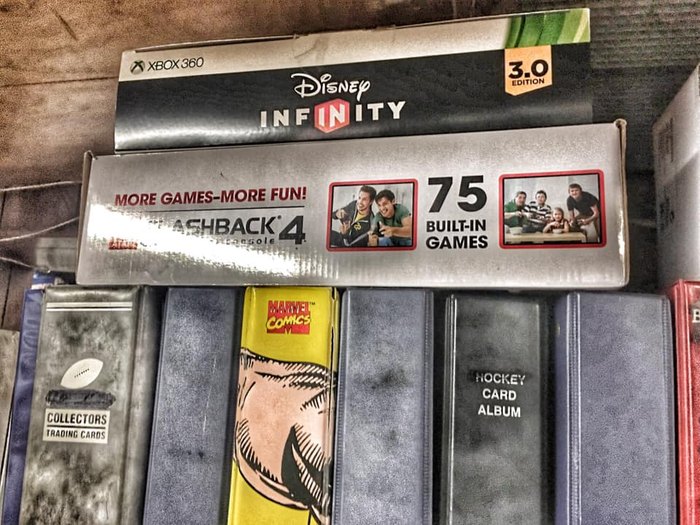 XBOX 360
Disney
INFINITY
3.0
EDITION
MORE GAMES–MORE FUN!
ATARI
ASHBACK 4
75
BUILT-IN
GAMES
COLLECTORS
TRADING CARDS
MARVEL
COMICS
HOCKEY
CARD
ALBUM